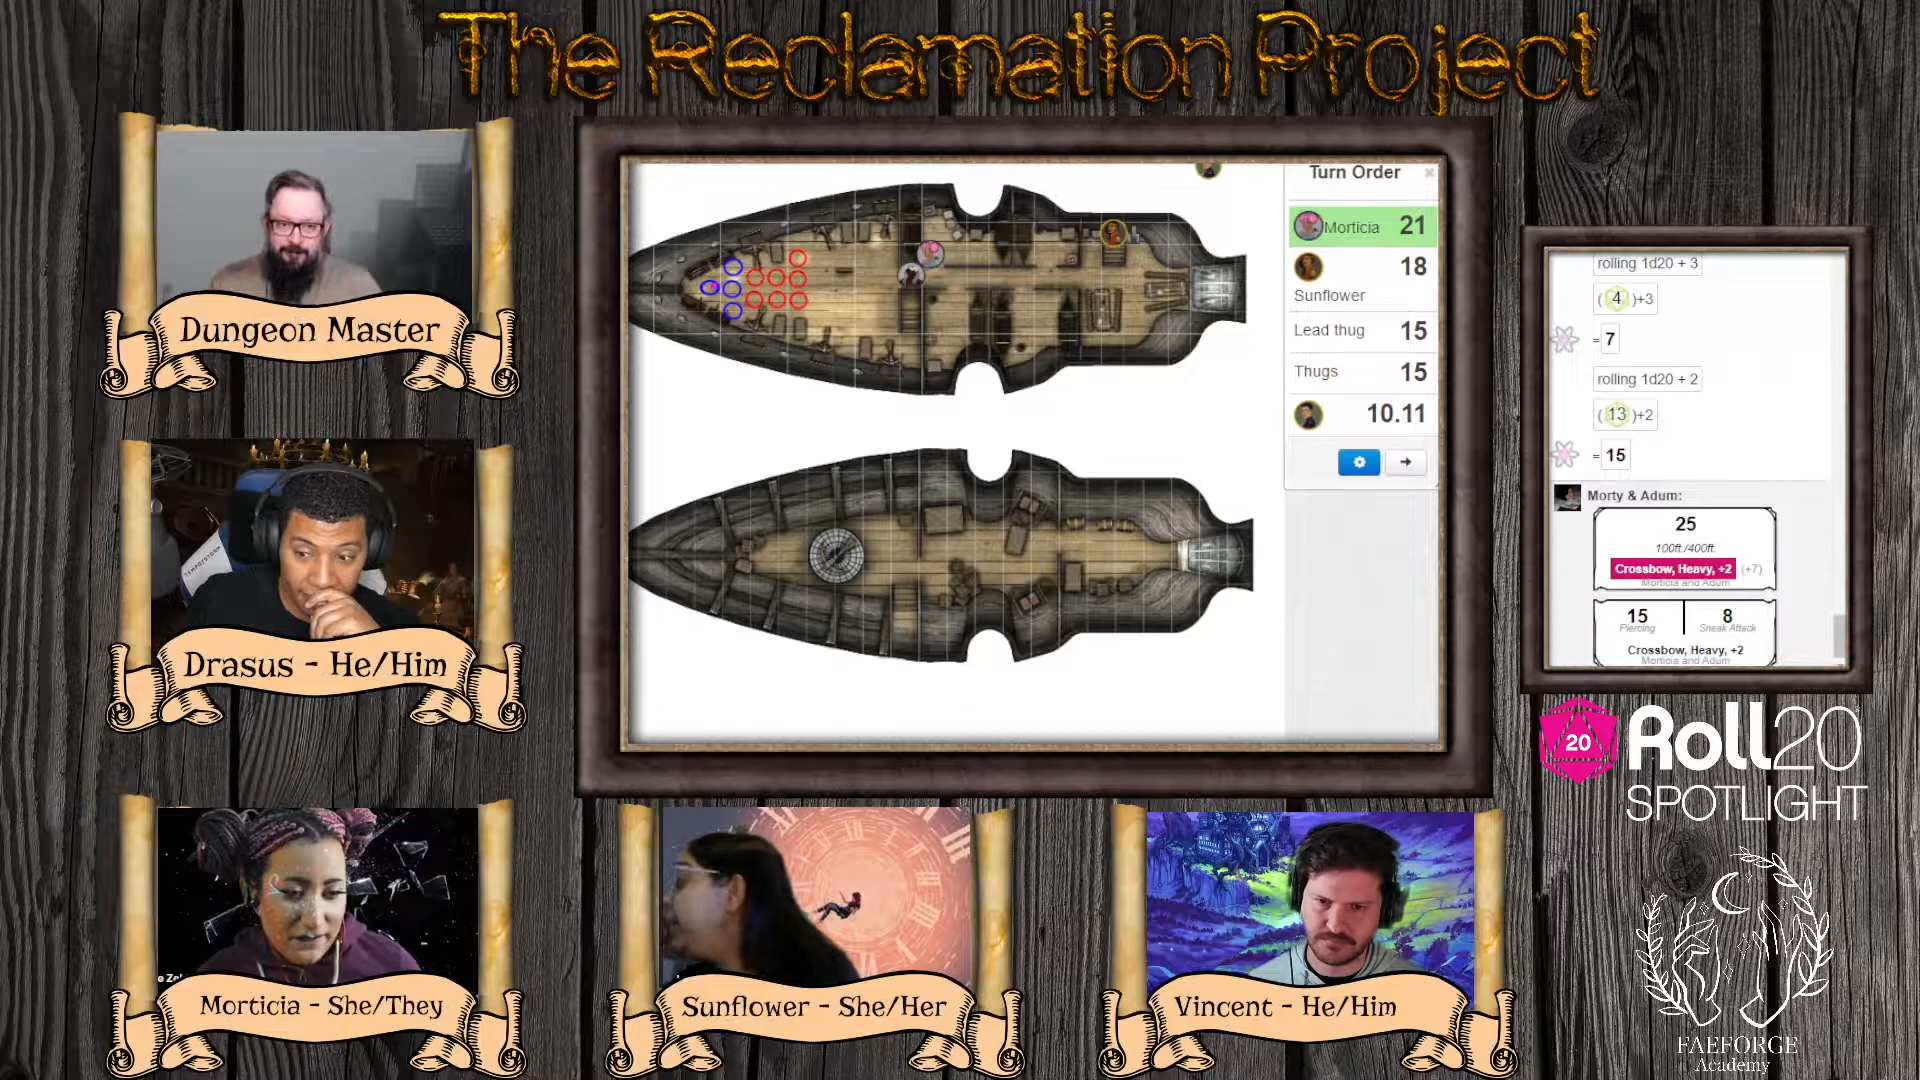 The Reclamation Project
Dungeon Master
Drasus - He/Him
Morticia - She/They
Sunflower - She/Her
Vincent - He/Him
Turn Order
Morticia 21
18
Sunflower
Lead thug 15
Thugs 15
10.11
rolling 1d20 + 3
(4)+3
= 7
rolling 1d20 + 2
(13)+2
= 15
Morty & Adum:
25
100ft./400ft.
Crossbow, Heavy, +2 (+7)
Morticia and Adum
15 8
Piercing Sneak Attack
Crossbow, Heavy, +2
Morticia and Adum
20
Roll20
SPOTLIGHT
FAEFORGE
Academy